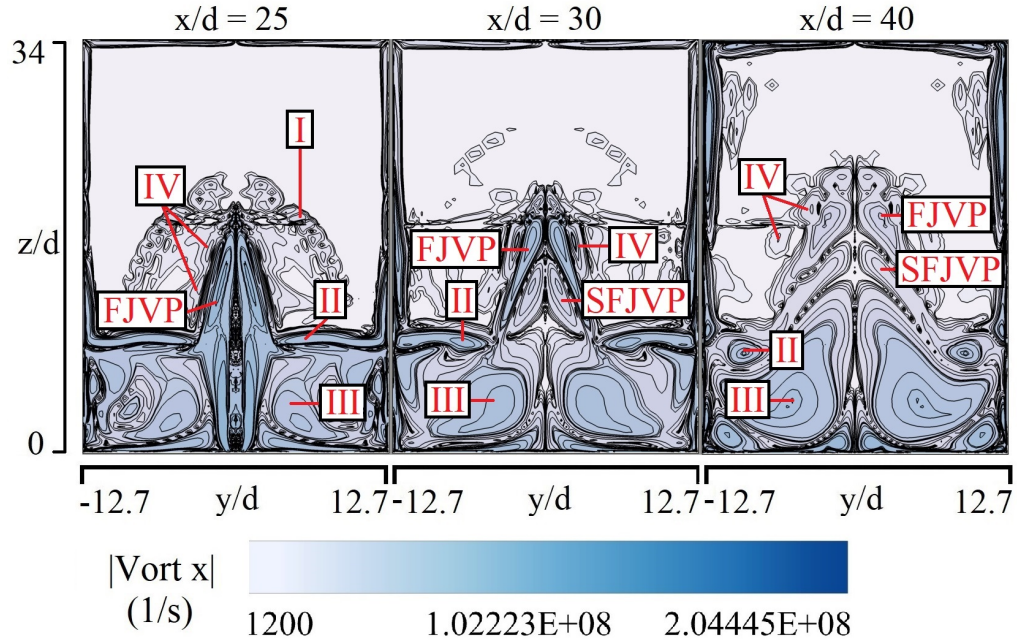 x/d = 25 x/d = 30 x/d = 40
34
I
IV IV
z/d
FJVP FJVP IV FJVP
II II SFJVP SFJVP
II
III III III
0
-12.7 y/d 12.7 -12.7 y/d 12.7 -12.7 y/d 12.7
|Vort x|
(1/s)
1200 1.02223E+08 2.04445E+08